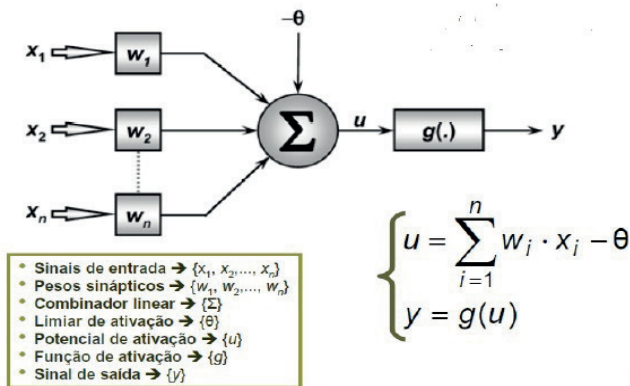 –θ
x₁ w₁
x₂ w₂ Σ u g(.) y
xₙ wₙ
u = ∑ⁿᵢ₌₁ wᵢ · xᵢ – θ
y = g(u)
• Sinais de entrada ➔ {x₁, x₂,..., xₙ}
• Pesos sinápticos ➔ {w₁, w₂,..., wₙ}
• Combinador linear ➔ {Σ}
• Limiar de ativação ➔ {θ}
• Potencial de ativação ➔ {u}
• Função de ativação ➔ {g}
• Sinal de saída ➔ {y}